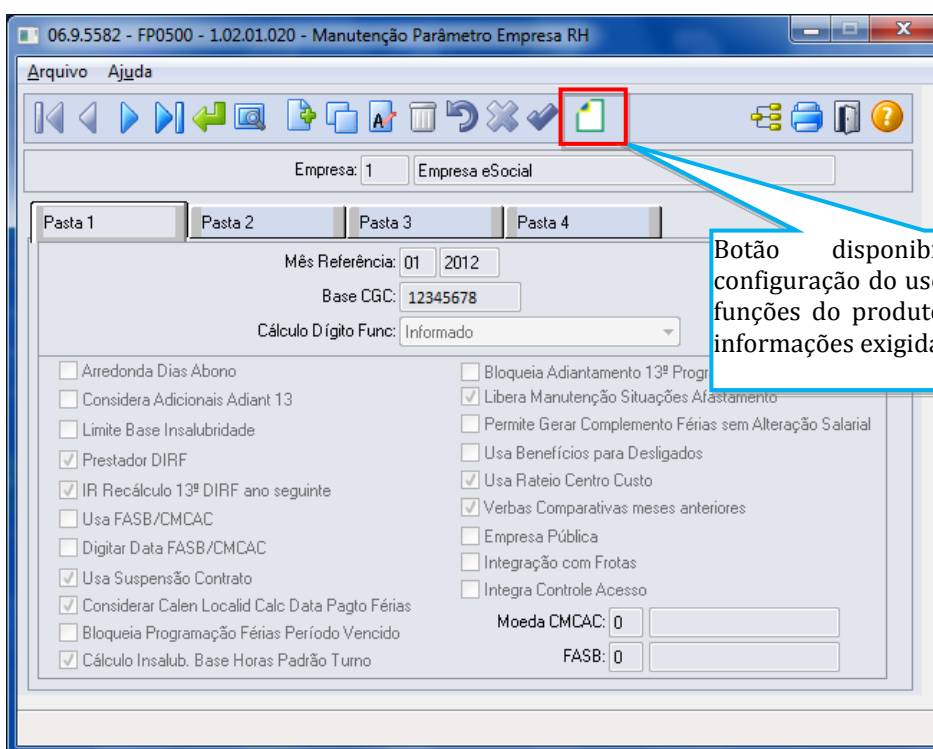 06.9.5582 - FP0500 - 1.02.01.020 - Manutenção Parâmetro Empresa RH
Arquivo Ajuda
Empresa: 1 Empresa eSocial
Pasta 1 Pasta 2 Pasta 3 Pasta 4
Mês Referência: 01 2012
Base CGC: 12345678
Cálculo Dígito Func: Informado
Botão disponibi
configuração do us
funções do produt
informações exigida
Arredonda Dias Abono
Considera Adicionais Adiant 13
Limite Base Insalubridade
Prestador DIRF
IR Recálculo 13º DIRF ano seguinte
Usa FASB/CMCAC
Digitar Data FASB/CMCAC
Usa Suspensão Contrato
Considerar Calen Localid Calc Data Pagto Férias
Bloqueia Programação Férias Período Vencido
Cálculo Insalub. Base Horas Padrão Turno
Bloqueia Adiantamento 13º Progr
Libera Manutenção Situações Afastamento
Permite Gerar Complemento Férias sem Alteração Salarial
Usa Benefícios para Desligados
Usa Rateio Centro Custo
Verbas Comparativas meses anteriores
Empresa Pública
Integração com Frotas
Integra Controle Acesso
Moeda CMCAC: 0
FASB: 0